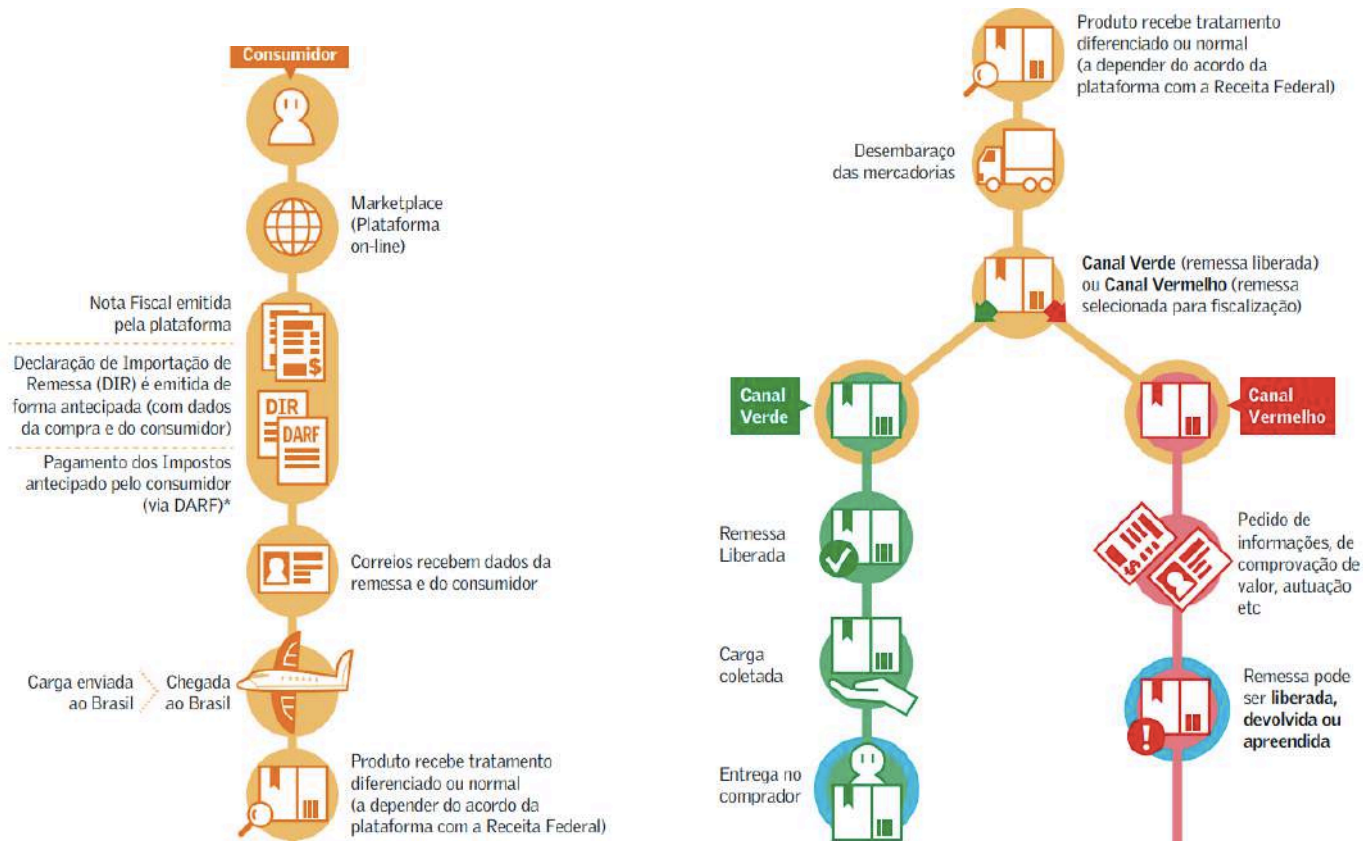 Consumidor
Marketplace
(Plataforma
on-line)
Nota Fiscal emitida
pela plataforma
$
Declaração de Importação de
Remessa (DIR) é emitida de
forma antecipada (com dados
da compra e do consumidor)
DIR
DARF
Pagamento dos Impostos
antecipado pelo consumidor
(via DARF)*
Correios recebem dados da
remessa e do consumidor
Carga enviada
ao Brasil
Chegada
ao Brasil
Produto recebe tratamento
diferenciado ou normal
(a depender do acordo da
plataforma com a Receita Federal)
Produto recebe tratamento
diferenciado ou normal
(a depender do acordo da
plataforma com a Receita Federal)
Desembaraço
das mercadorias
Canal Verde (remessa liberada)
ou Canal Vermelho (remessa
selecionada para fiscalização)
Canal
Verde
Canal
Vermelho
Remessa
Liberada
Pedido de
informações, de
comprovação de
valor, autuação
etc
$
Carga
coletada
Remessa pode
ser liberada,
devolvida ou
apreendida
!
Entrega no
comprador